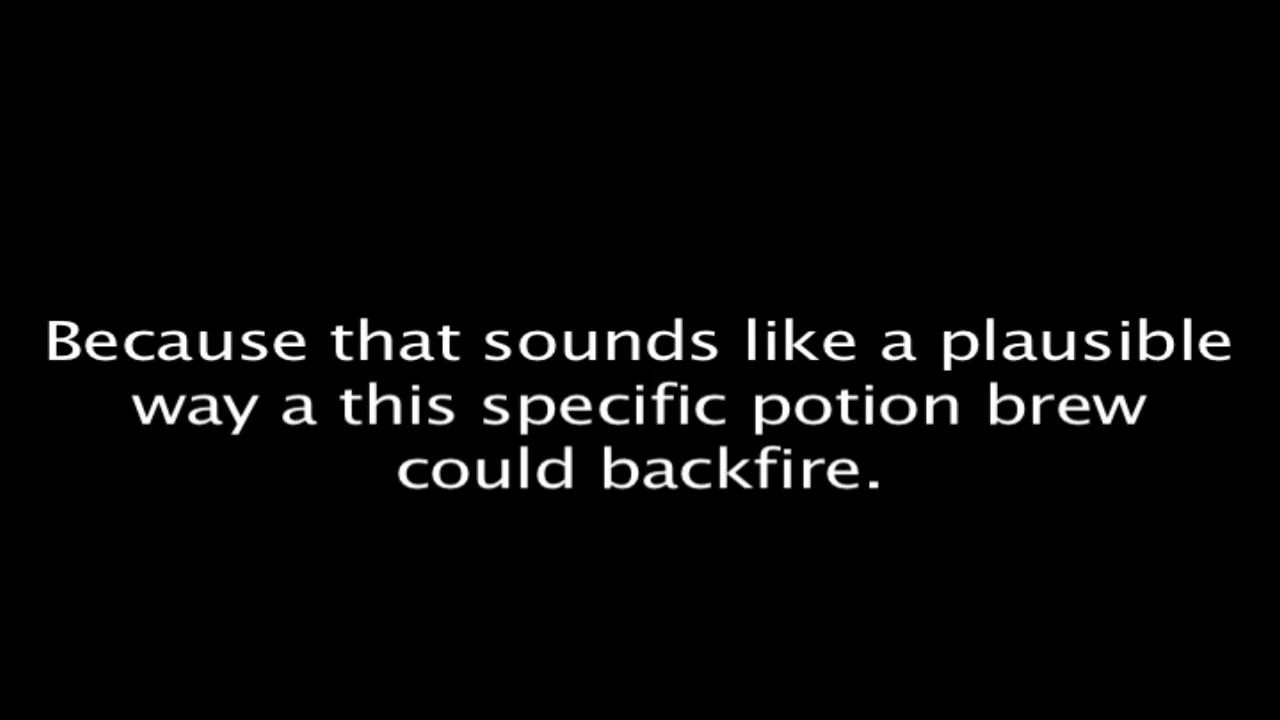 Because that sounds like a plausible
way a this specific potion brew
could backfire.